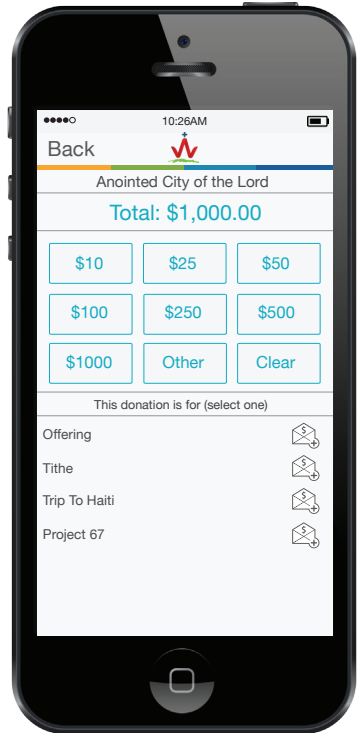 10:26AM
Back
Anointed City of the Lord
Total: $1,000.00
$10 $25 $50
$100 $250 $500
$1000 Other Clear
This donation is for (select one)
Offering
Tithe
Trip To Haiti
Project 67